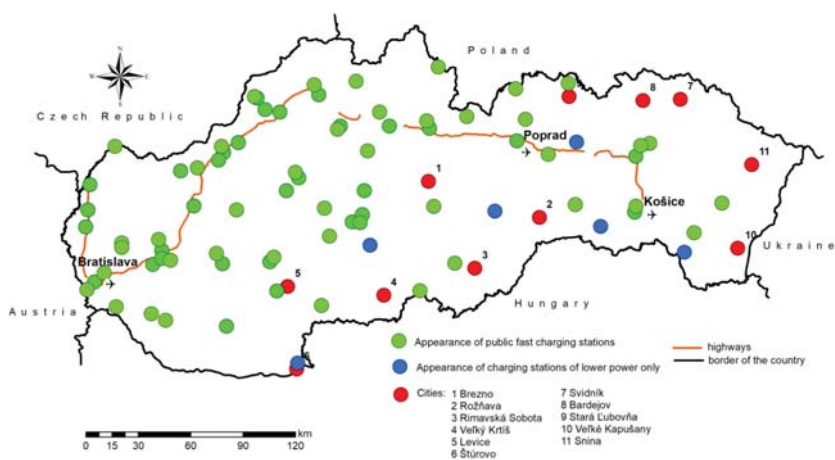 Poland
N
W E
S
Czech Republic
8
7
Poprad
11
1
2
Košice
3
10
Ukraine
Bratislava
5
4
Austria
Hungary
6
Appearance of public fast charging stations
Appearance of charging stations of lower power only
Cities: 1 Brezno
2 Rožňava
3 Rimavská Sobota
4 Veľký Krtíš
5 Levice
6 Štúrovo
7 Svidník
8 Bardejov
9 Stará Ľubovňa
10 Veľké Kapušany
11 Snina
highways
border of the country
0 15 30 60 90 120
km